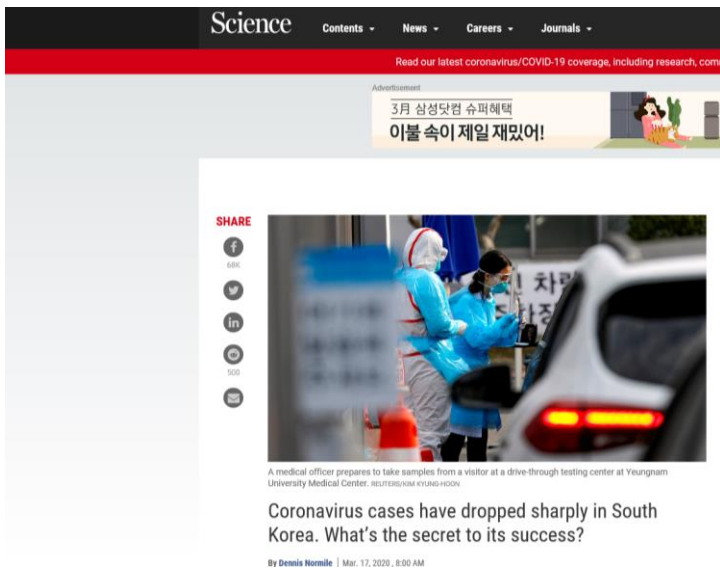 Science
Contents
News
Careers
Journals
Read our latest coronavirus/COVID-19 coverage, including research, com
Advertisement
3月 삼성닷컴 슈퍼혜택
이불 속이 제일 재밌어!
SHARE
68K
500
차량
A medical officer prepares to take samples from a visitor at a drive-through testing center at Yeungnam
University Medical Center. REUTERS/KIM KYUNG-HOON
Coronavirus cases have dropped sharply in South
Korea. What's the secret to its success?
By Dennis Normile | Mar. 17, 2020 , 8:00 AM